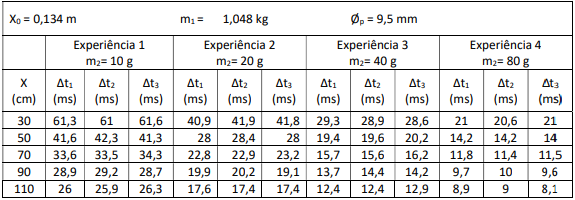 X0 = 0,134 m m1 = 1,048 kg Øp = 9,5 mm
Experiência 1 Experiência 2 Experiência 3 Experiência 4
m2= 10 g m2= 20 g m2= 40 g m2= 80 g
X Δt1 Δt2 Δt3 Δt1 Δt2 Δt3 Δt1 Δt2 Δt3 Δt1 Δt2 Δt3
(cm) (ms) (ms) (ms) (ms) (ms) (ms) (ms) (ms) (ms) (ms) (ms) (ms)
30 61,3 61 61,6 40,9 41,9 41,8 29,3 28,9 28,6 21 20,6 21
50 41,6 42,3 41,3 28 28,4 28 19,4 19,6 20,2 14,2 14,2 14
70 33,6 33,5 34,3 22,8 22,9 23,2 15,7 15,6 16,2 11,8 11,4 11,5
90 28,9 29,2 28,7 19,9 20,2 19,1 13,7 14,4 14,2 9,7 10 9,6
110 26 25,9 26,3 17,6 17,4 17,4 12,4 12,4 12,9 8,9 9 8,1